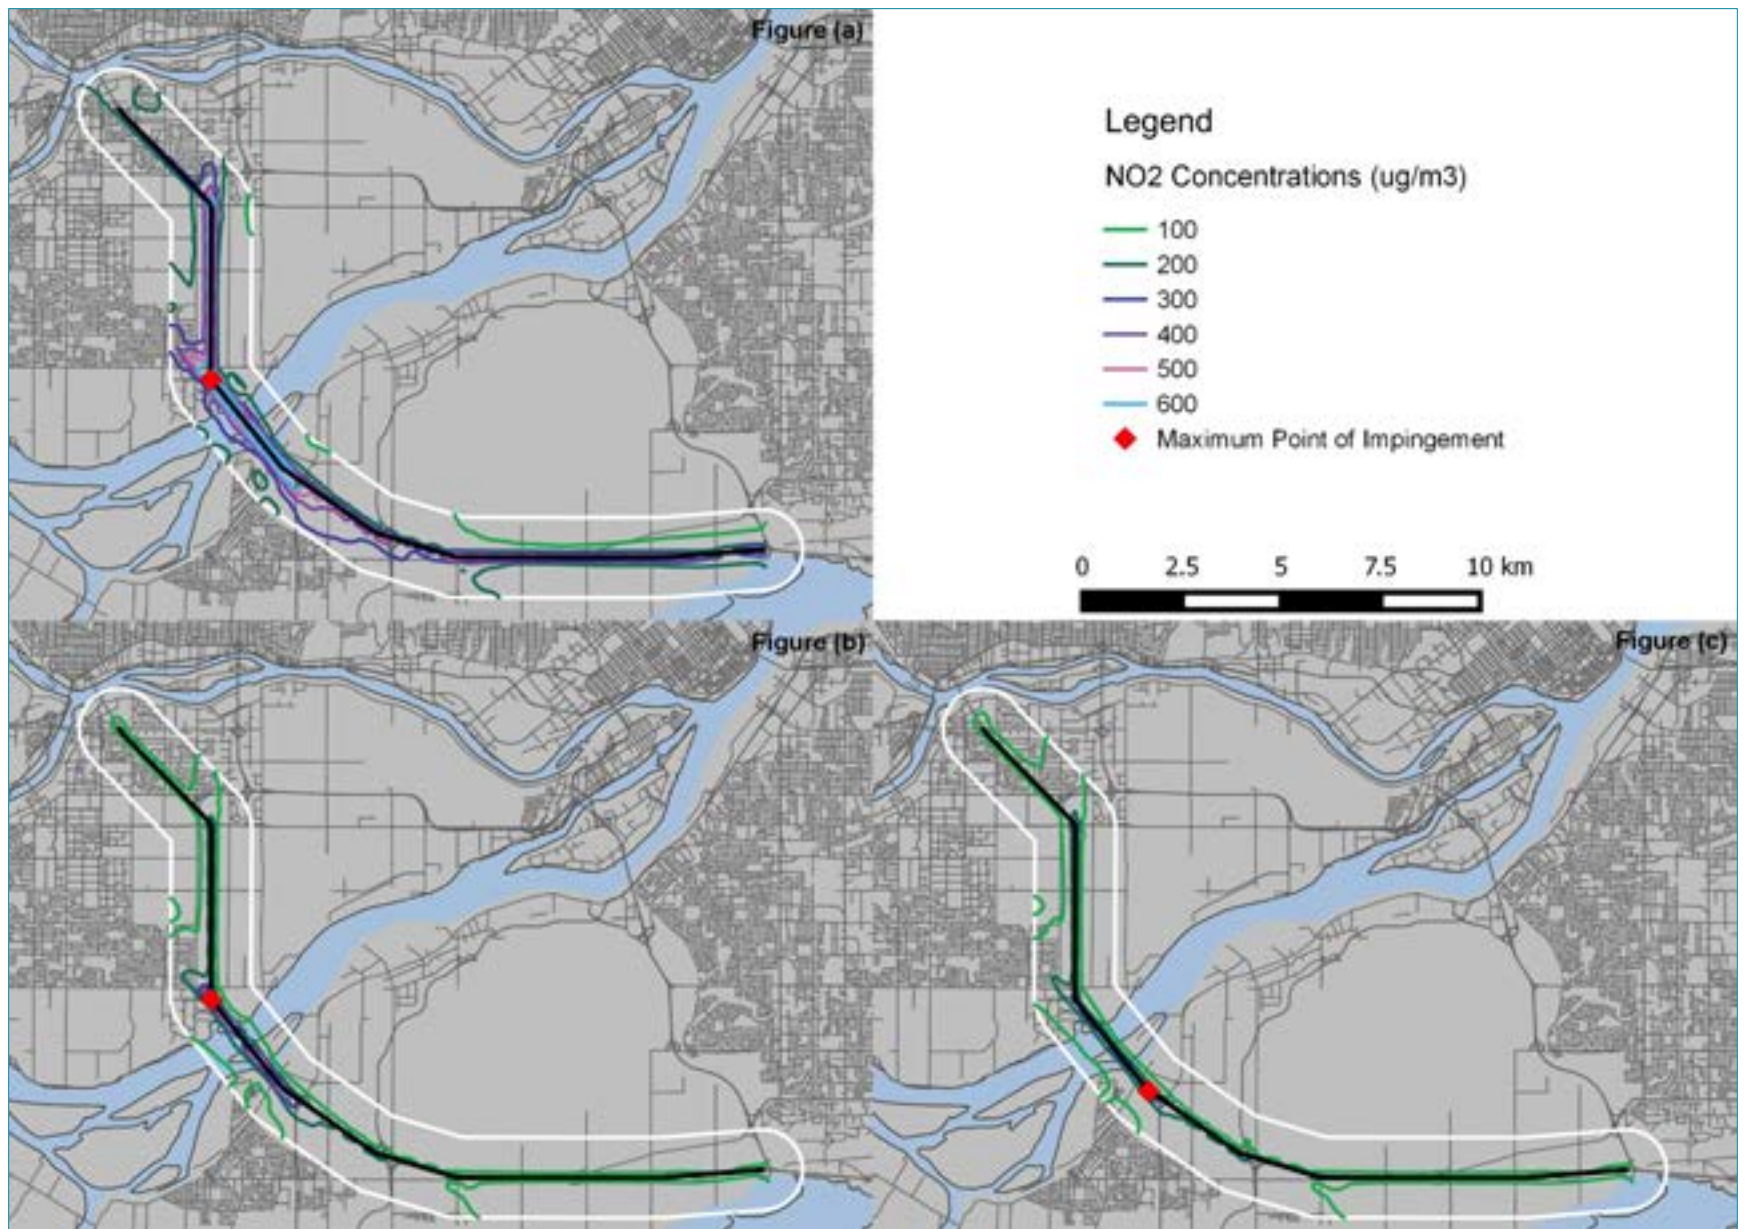 Figure (a)
Legend
NO2 Concentrations (ug/m3)
100
200
300
400
500
600
Maximum Point of Impingement
0 2.5 5 7.5 10 km
Figure (b)
Figure (c)